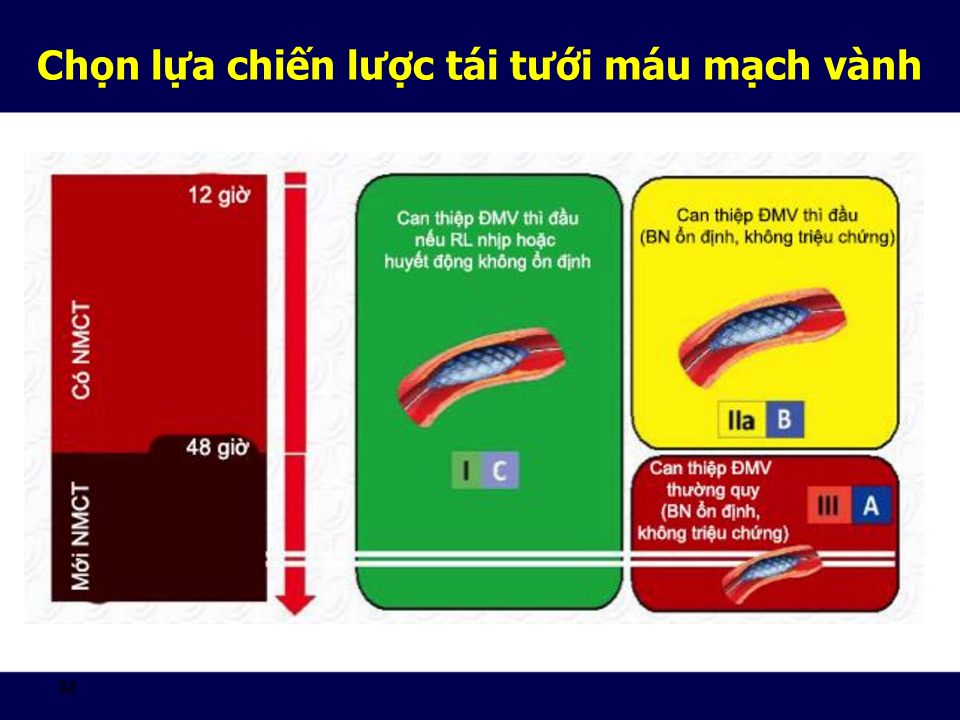 Chọn lựa chiến lược tái tưới máu mạch vành
12 giờ
Có NMCT
48 giờ
Mới NMCT
Can thiệp ĐMV thì đầu
nếu RL nhịp hoặc
huyết động không ổn định
I C
Can thiệp ĐMV thì đầu
(BN ổn định, không triệu chứng)
IIa B
Can thiệp ĐMV
thường quy
(BN ổn định,
không triệu chứng)
III A
32